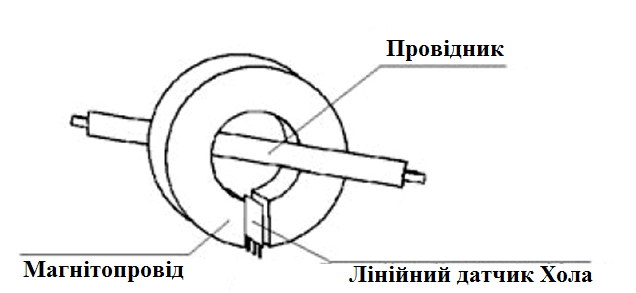 Провідник
Магнітопровід
Лінійний датчик Хола